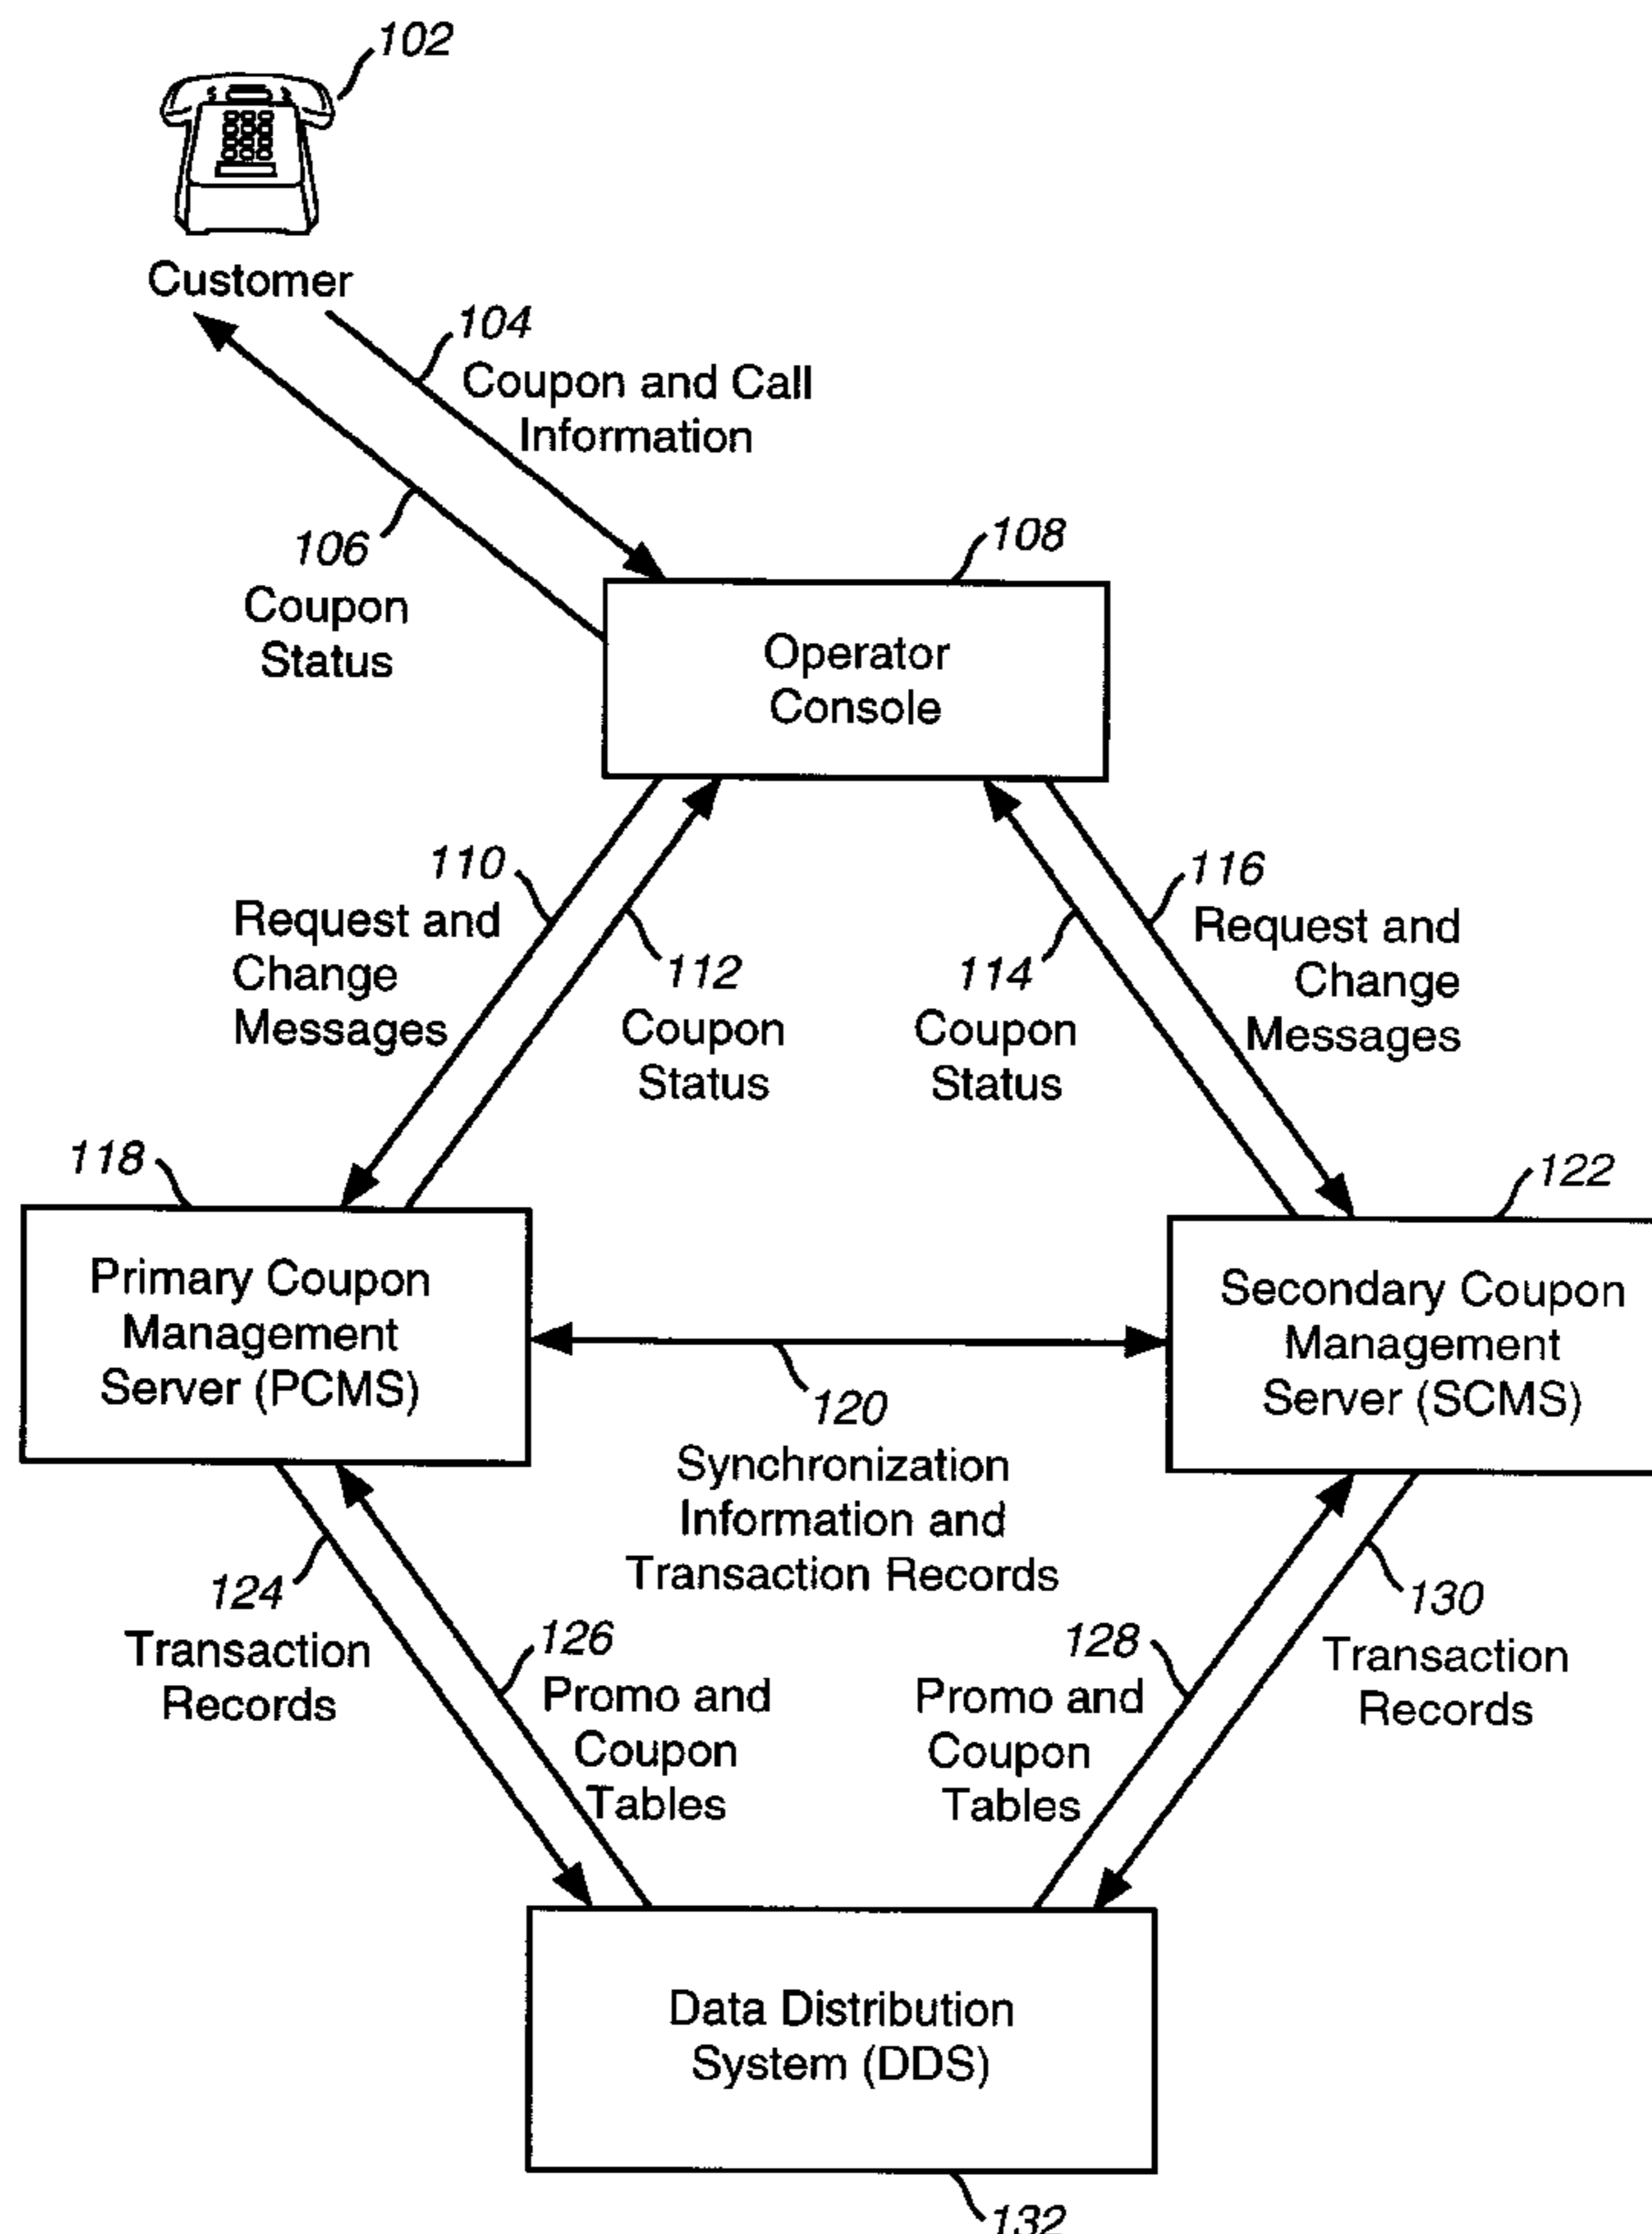 102
Customer
104
Coupon and Call
Information
106
Coupon
Status
108
Operator
Console
110
Request and
Change
Messages
112
Coupon
Status
114
Coupon
Status
116
Request and
Change
Messages
118
Primary Coupon
Management
Server (PCMS)
120
Synchronization
Information and
Transaction Records
122
Secondary Coupon
Management
Server (SCMS)
124
Transaction
Records
126
Promo and
Coupon
Tables
128
Promo and
Coupon
Tables
130
Transaction
Records
Data Distribution
System (DDS)
132